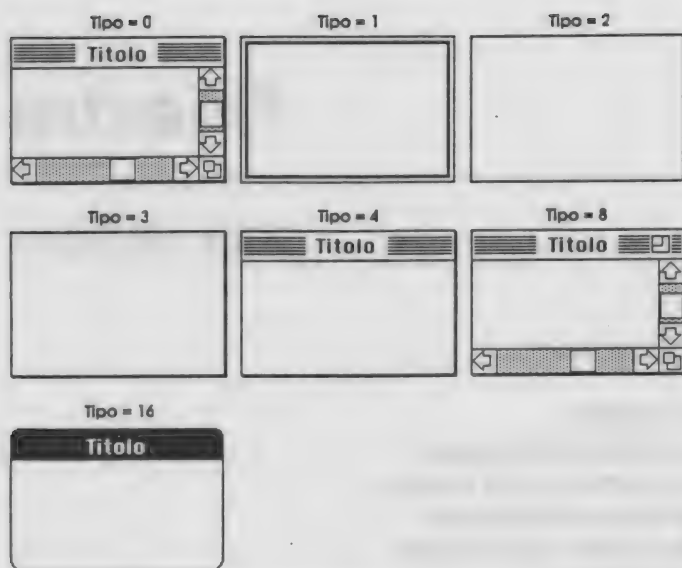 Tipo = 0
Tipo = 1
Tipo = 2
Titolo
Tipo = 3
Tipo = 4
Tipo = 8
Titolo
Titolo
Tipo = 16
Titolo